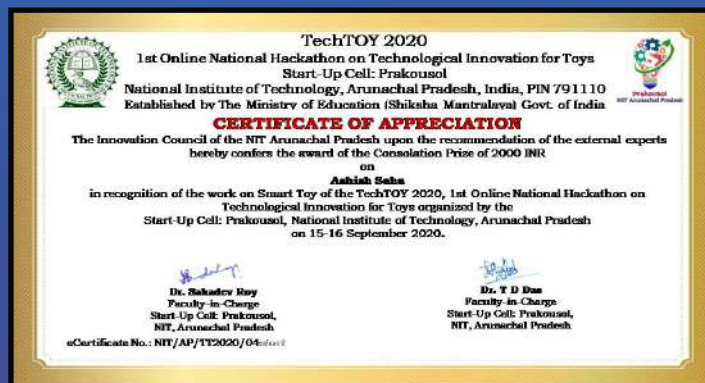 TechTOY 2020
1st Online National Hackathon on Technological Innovation for Toys
Start-Up Cell: Prakousol
National Institute of Technology, Arunachal Pradesh, India, PIN 791110
Established by The Ministry of Education (Shiksha Mantralaya) Govt. of India
CERTIFICATE OF APPRECIATION
The Innovation Council of the NIT Arunachal Pradesh upon the recommendation of the external experts
hereby confers the award of the Consolation Prize of 2000 INR
on
Ashish Saha
in recognition of the work on Smart Toy of the TechTOY 2020, 1st Online National Hackathon on
Technological Innovation for Toys organized by the
Start-Up Cell: Prakousol, National Institute of Technology, Arunachal Pradesh
on 15-16 September 2020.
Dr. Sahadev Roy
Faculty-in-Charge
Start-Up Cell: Prakousol,
NIT, Arunachal Pradesh
Dr. T D Das
Faculty-in-Charge
Start-Up Cell: Prakousol,
NIT, Arunachal Pradesh
eCertificate No.: NIT/AP/TT2020/04
Prakousol
NIT Arunachal Pradesh